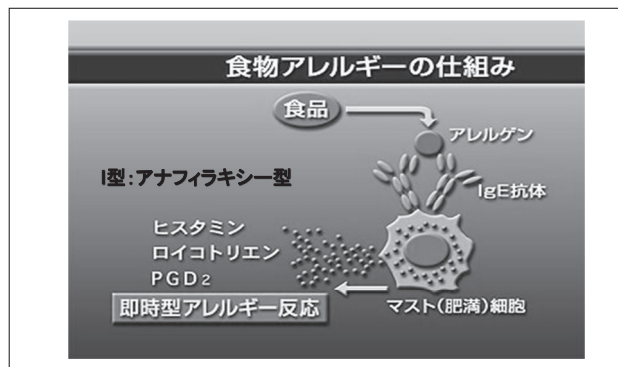 食物アレルギーの仕組み
食品
アレルゲン
I型:アナフィラキシー型
IgE抗体
ヒスタミン
ロイコトリエン
PGD2
即時型アレルギー反応
マスト(肥満)細胞